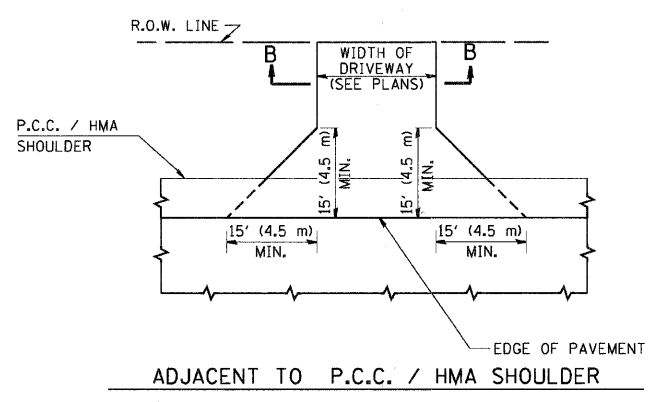 R.O.W. LINE
B
WIDTH OF
DRIVEWAY
(SEE PLANS)
B
P.C.C. / HMA
SHOULDER
15' (4.5 m)
MIN.
15' (4.5 m)
MIN.
15' (4.5 m)
MIN.
15' (4.5 m)
MIN.
EDGE OF PAVEMENT
ADJACENT TO P.C.C. / HMA SHOULDER